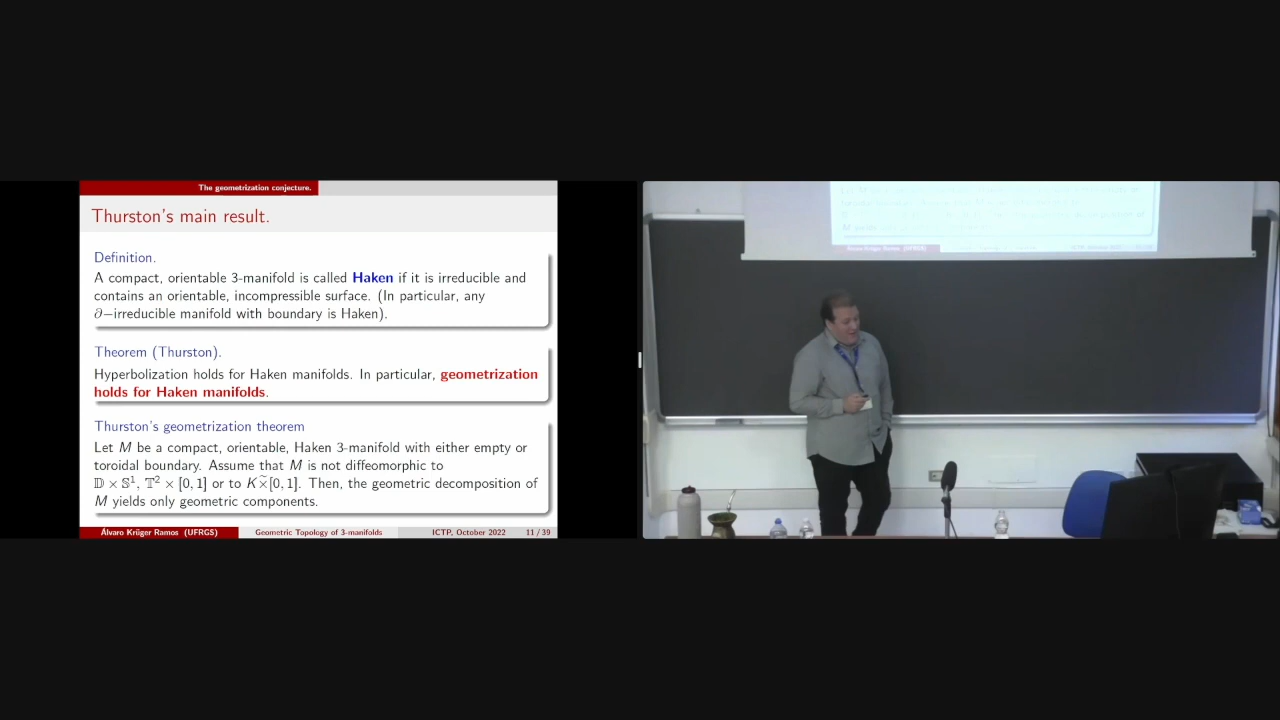 The geometrization conjecture.
Thurston's main result.
Definition.
A compact, orientable 3-manifold is called Haken if it is irreducible and
contains an orientable, incompressible surface. (In particular, any
∂−irreducible manifold with boundary is Haken).
Theorem (Thurston).
Hyperbolization holds for Haken manifolds. In particular, geometrization
holds for Haken manifolds.
Thurston's geometrization theorem
Let M be a compact, orientable, Haken 3-manifold with either empty or
toroidal boundary. Assume that M is not diffeomorphic to
𝔻 × 𝕊¹, 𝕋² × [0, 1] or to K×̃[0, 1]. Then, the geometric decomposition of
M yields only geometric components.
Álvaro Krüger Ramos (UFRGS) Geometric Topology of 3-manifolds ICTP, October 2022 11 / 39